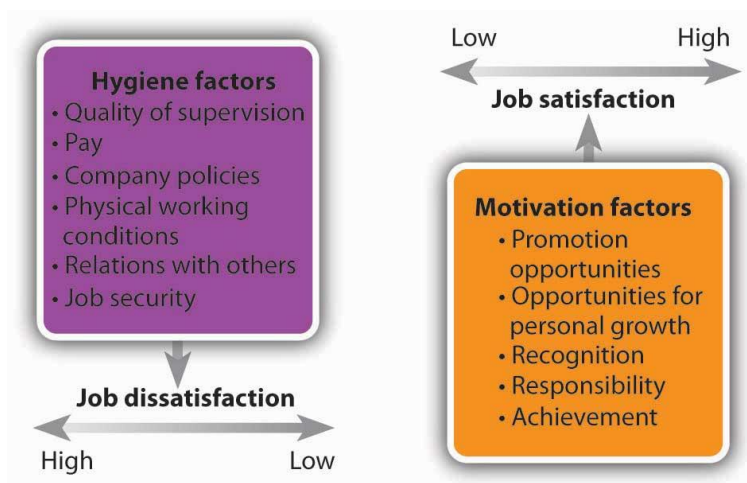 Hygiene factors
• Quality of supervision
• Pay
• Company policies
• Physical working
conditions
• Relations with others
• Job security
Job dissatisfaction
High Low
Low High
Job satisfaction
Motivation factors
• Promotion
opportunities
• Opportunities for
personal growth
• Recognition
• Responsibility
• Achievement